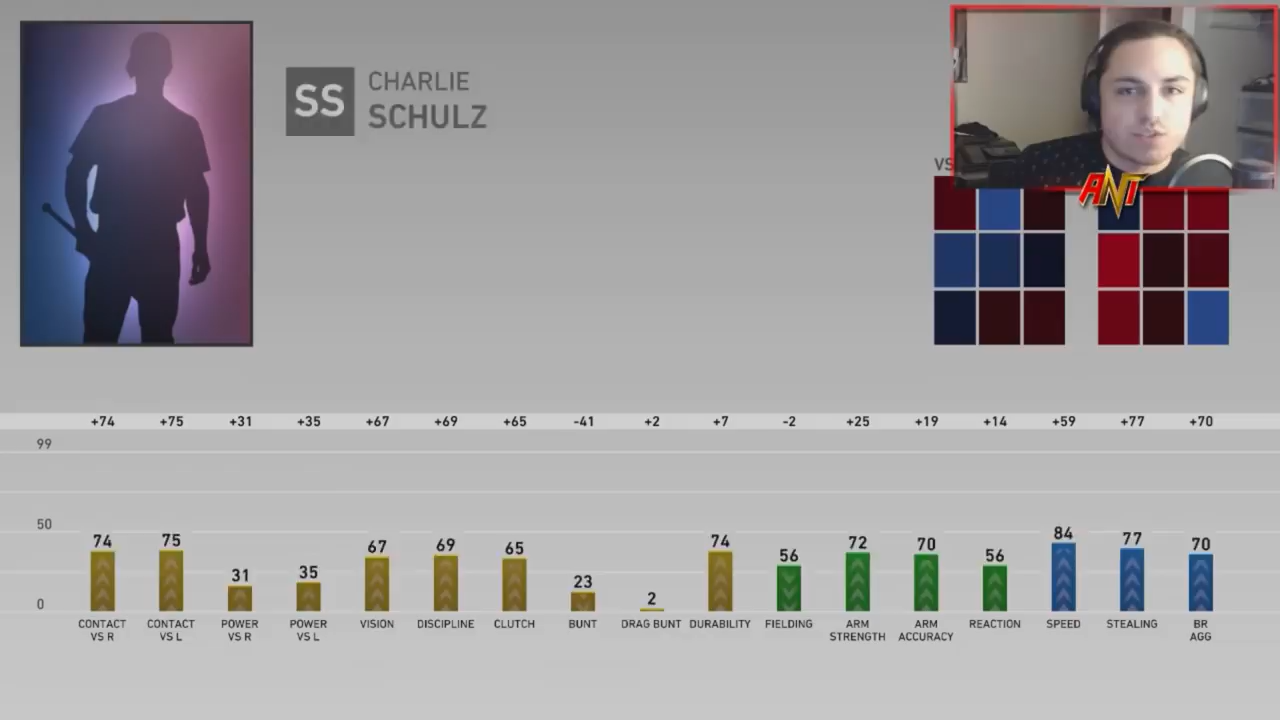 SS
CHARLIE
SCHULZ
VS
ANT
+74 +75 +31 +35 +67 +69 +65 -41 +2 +7 -2 +25 +19 +14 +59 +77 +70
99
50
0
74 75 31 35 67 69 65 23 2 74 56 72 70 56 84 77 70
CONTACT VS R
CONTACT VS L
POWER VS R
POWER VS L
VISION
DISCIPLINE
CLUTCH
BUNT
DRAG BUNT
DURABILITY
FIELDING
ARM STRENGTH
ARM ACCURACY
REACTION
SPEED
STEALING
BR AGG